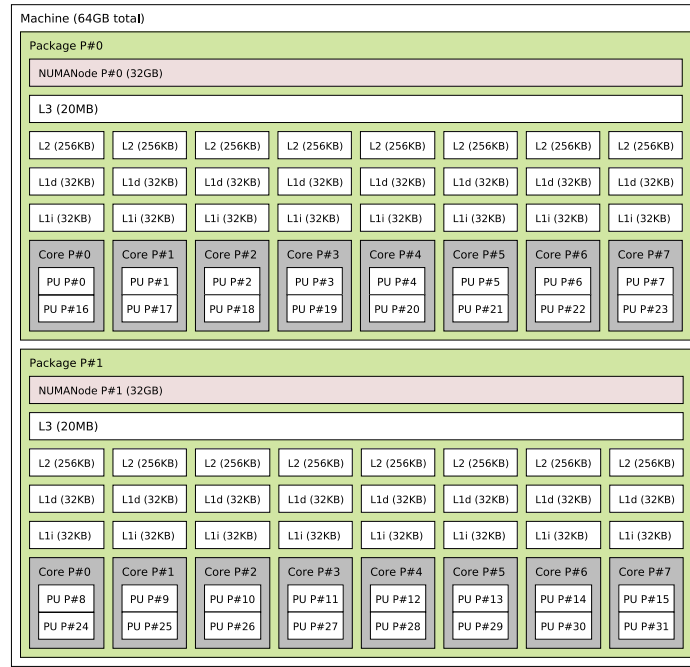 Machine (64GB total)
Package P#0
NUMANode P#0 (32GB)
L3 (20MB)
L2 (256KB) L2 (256KB) L2 (256KB) L2 (256KB) L2 (256KB) L2 (256KB) L2 (256KB) L2 (256KB)
L1d (32KB) L1d (32KB) L1d (32KB) L1d (32KB) L1d (32KB) L1d (32KB) L1d (32KB) L1d (32KB)
L1i (32KB) L1i (32KB) L1i (32KB) L1i (32KB) L1i (32KB) L1i (32KB) L1i (32KB) L1i (32KB)
Core P#0 Core P#1 Core P#2 Core P#3 Core P#4 Core P#5 Core P#6 Core P#7
PU P#0 PU P#1 PU P#2 PU P#3 PU P#4 PU P#5 PU P#6 PU P#7
PU P#16 PU P#17 PU P#18 PU P#19 PU P#20 PU P#21 PU P#22 PU P#23
Package P#1
NUMANode P#1 (32GB)
L3 (20MB)
L2 (256KB) L2 (256KB) L2 (256KB) L2 (256KB) L2 (256KB) L2 (256KB) L2 (256KB) L2 (256KB)
L1d (32KB) L1d (32KB) L1d (32KB) L1d (32KB) L1d (32KB) L1d (32KB) L1d (32KB) L1d (32KB)
L1i (32KB) L1i (32KB) L1i (32KB) L1i (32KB) L1i (32KB) L1i (32KB) L1i (32KB) L1i (32KB)
Core P#0 Core P#1 Core P#2 Core P#3 Core P#4 Core P#5 Core P#6 Core P#7
PU P#8 PU P#9 PU P#10 PU P#11 PU P#12 PU P#13 PU P#14 PU P#15
PU P#24 PU P#25 PU P#26 PU P#27 PU P#28 PU P#29 PU P#30 PU P#31